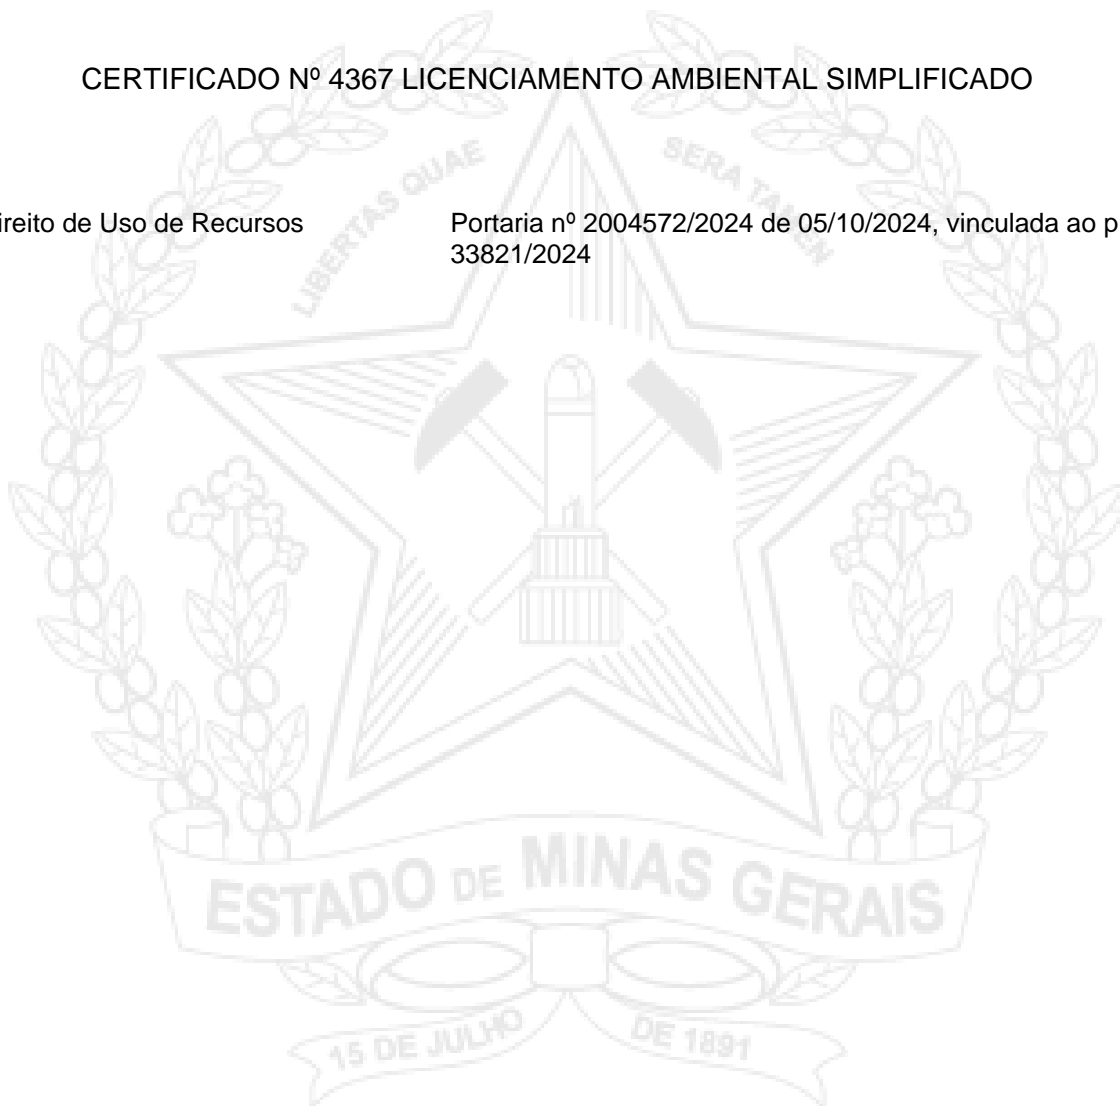 CERTIFICADO Nº 4367 LICENCIAMENTO AMBIENTAL SIMPLIFICADO
LIBERTAS QUAE SERA TAMEN
ireito de Uso de Recursos
Portaria nº 2004572/2024 de 05/10/2024, vinculada ao p
33821/2024
ESTADO DE MINAS GERAIS
15 DE JULHO DE 1891